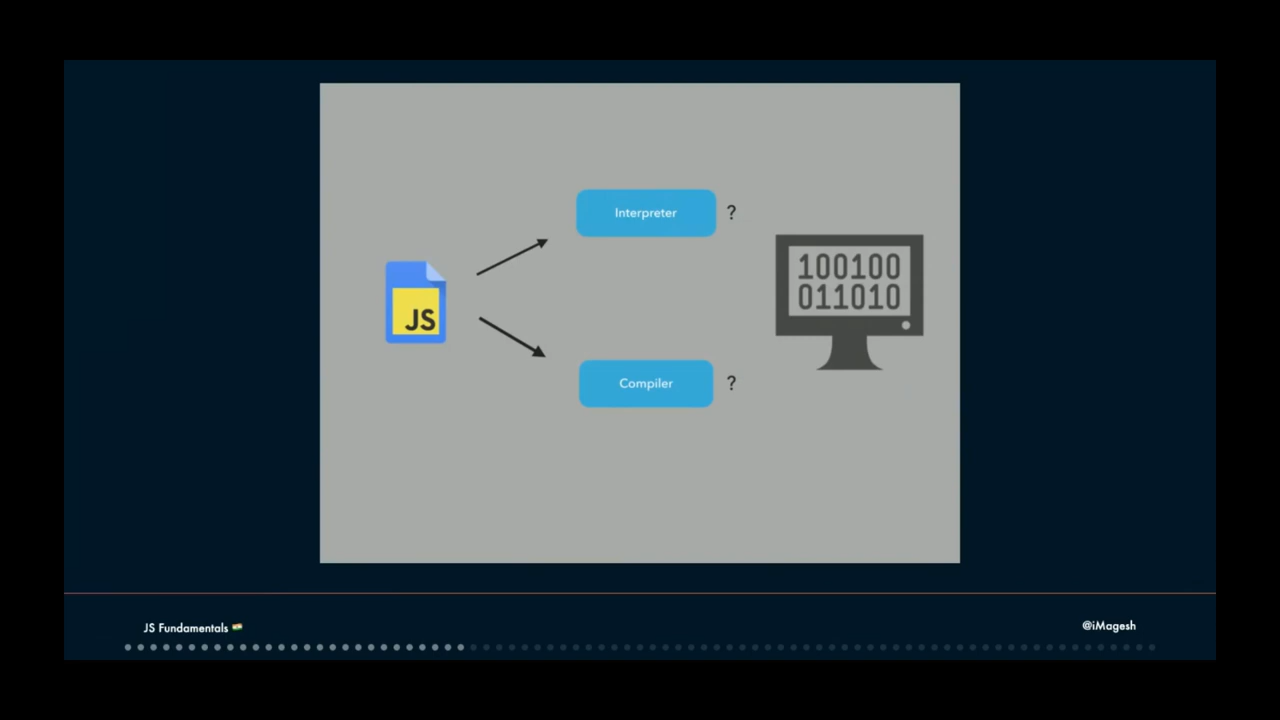 Interpreter ?
JS
100100
011010
Compiler ?
JS Fundamentals 🇮🇳
@iMagesh